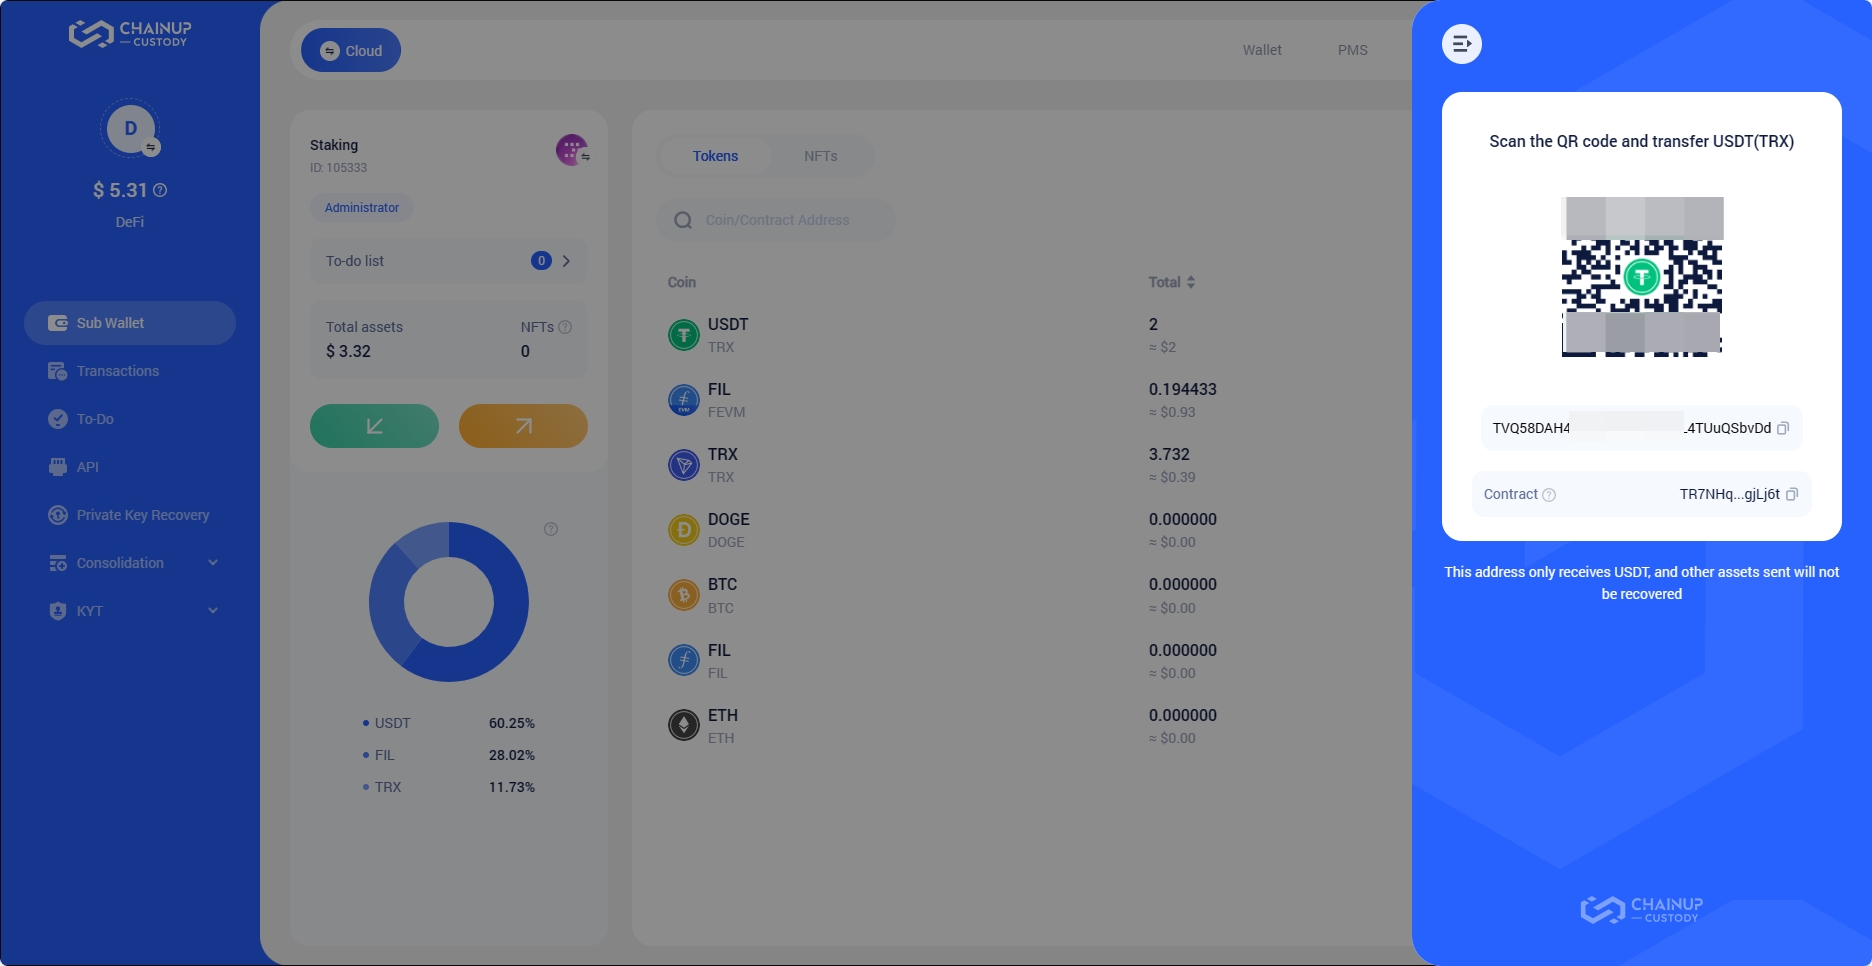 CHAINUP
CUSTODY
D
$ 5.31
DeFi
Sub Wallet
Transactions
To-Do
API
Private Key Recovery
Consolidation
KYT
Cloud
Wallet
PMS
Staking
ID: 105333
Administrator
To-do list
0
Total assets
NFTs
$ 3.32
0
USDT
60.25%
FIL
28.02%
TRX
11.73%
Tokens
NFTs
Coin/Contract Address
Coin
Total
USDT
2
TRX
≈ $2
FIL
0.194433
FEVM
≈ $0.93
TRX
3.732
TRX
≈ $0.39
DOGE
0.000000
DOGE
≈ $0.00
BTC
0.000000
BTC
≈ $0.00
FIL
0.000000
FIL
≈ $0.00
ETH
0.000000
ETH
≈ $0.00
Scan the QR code and transfer USDT(TRX)
TVQ58DAH4
4TUuQSbvDd
Contract
TR7NHq...gjLj6t
This address only receives USDT, and other assets sent will not
be recovered
CHAINUP
CUSTODY